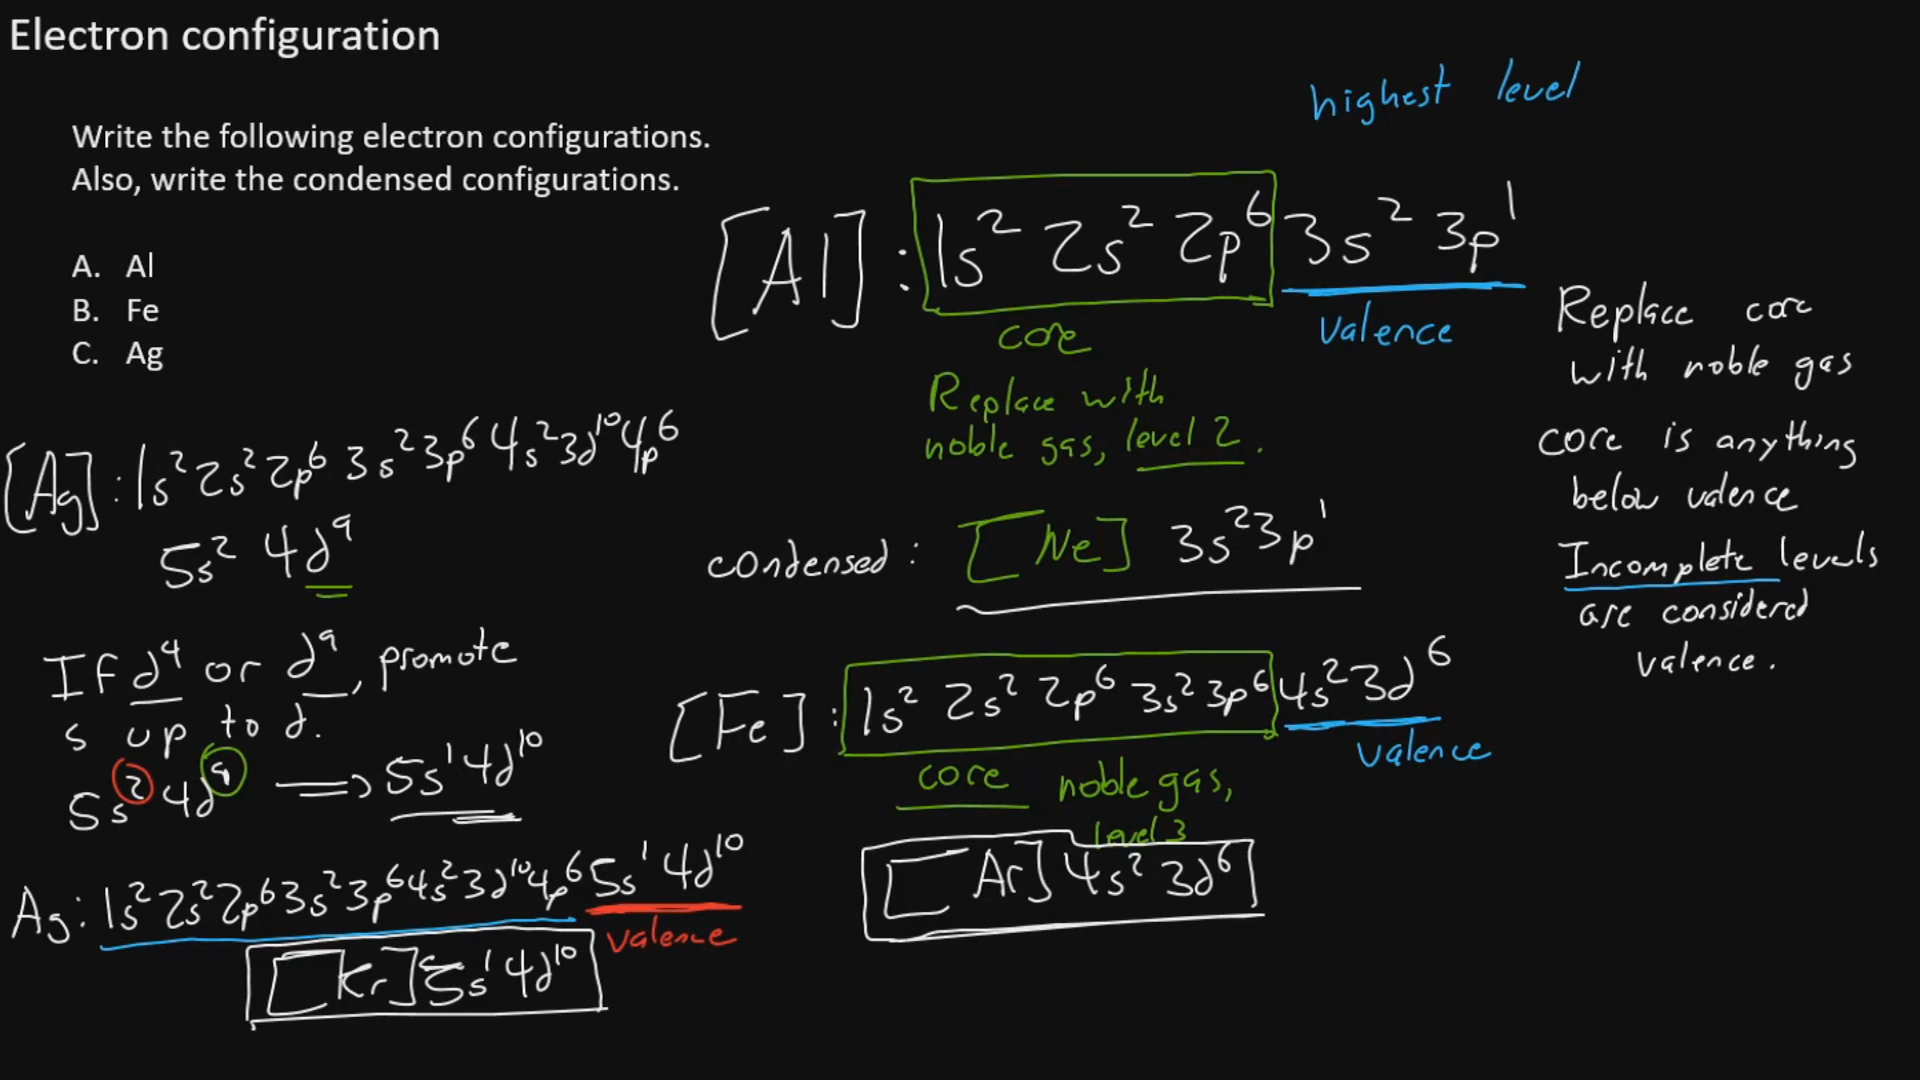 Electron configuration
Write the following electron configurations.
Also, write the condensed configurations.
A. Al
B. Fe
C. Ag
highest level
[Al] : 1s² 2s² 2p⁶ 3s² 3p¹
core
valence
Replace with
noble gas, level 2.
condensed : [Ne] 3s²3p¹
Replace core
with noble gas
core is anything
below valence
Incomplete levels
are considered
valence.
[Fe] : 1s² 2s² 2p⁶ 3s² 3p⁶ 4s² 3d⁶
core
valence
noble gas,
level 3
[Ar] 4s² 3d⁶
[Ag] : 1s² 2s² 2p⁶ 3s² 3p⁶ 4s² 3d¹⁰ 4p⁶
5s² 4d⁹
If d⁴ or d⁹, promote
s up to d.
5s² 4d⁹ ⟹ 5s¹ 4d¹⁰
Ag : 1s² 2s² 2p⁶ 3s² 3p⁶ 4s² 3d¹⁰ 4p⁶ 5s¹ 4d¹⁰
valence
[Kr] 5s¹ 4d¹⁰